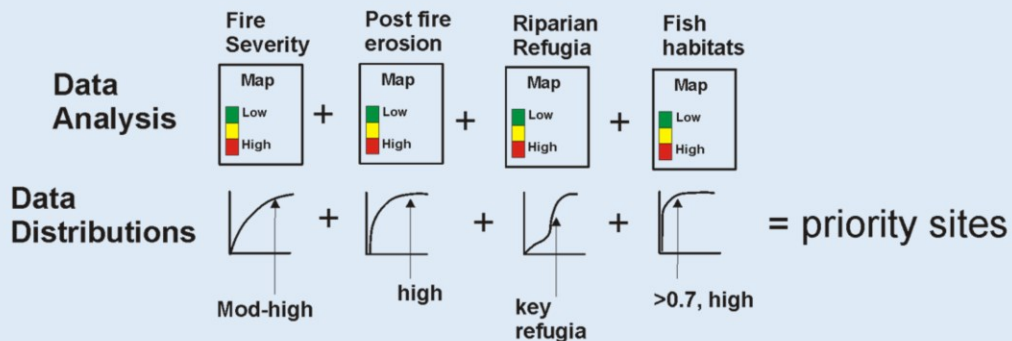 Fire
Severity
Post fire
erosion
Riparian
Refugia
Fish
habitats
Data
Analysis
Map
Low
High
+
Map
Low
High
+
Map
Low
High
+
Map
Low
High
Data
Distributions
+
+
+
= priority sites
Mod-high
high
key
refugia
>0.7, high